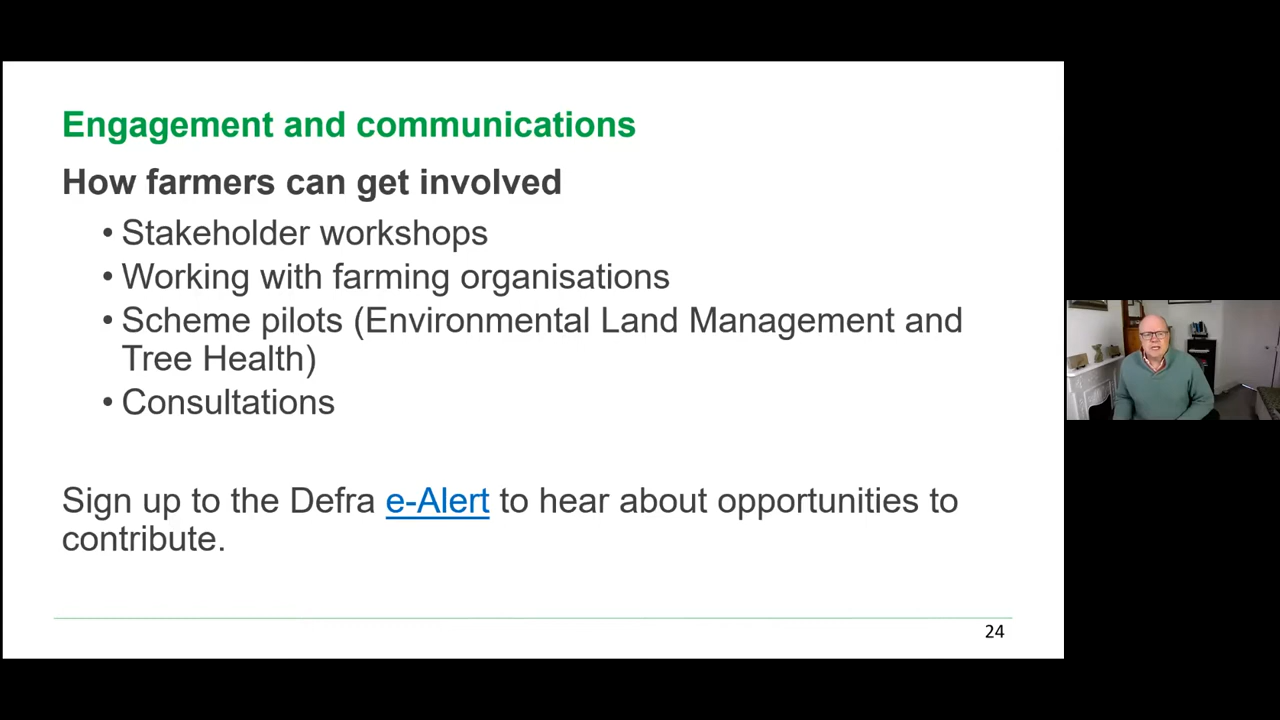 Engagement and communications
How farmers can get involved
• Stakeholder workshops
• Working with farming organisations
• Scheme pilots (Environmental Land Management and
Tree Health)
• Consultations
Sign up to the Defra e-Alert to hear about opportunities to
contribute.
24